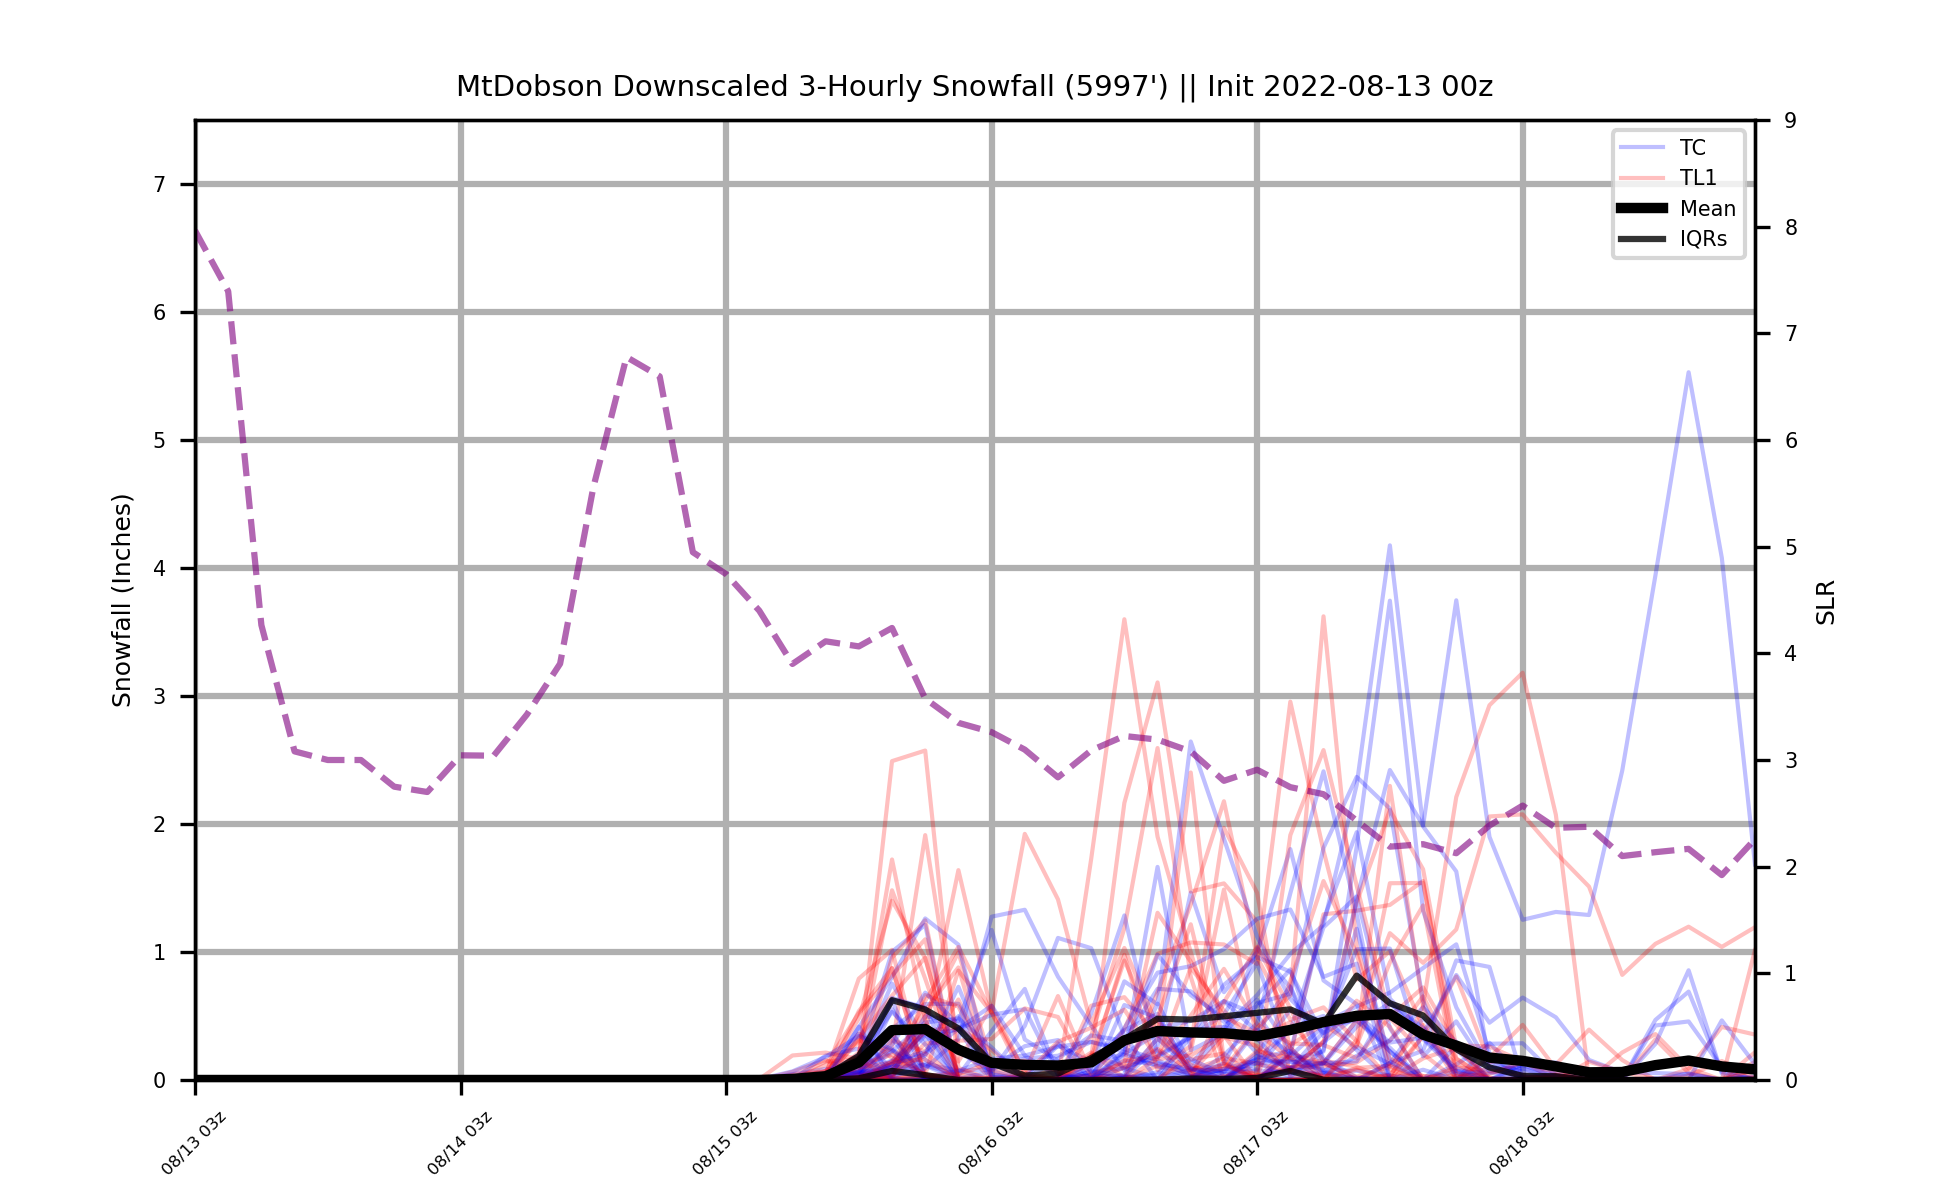 MtDobson Downscaled 3-Hourly Snowfall (5997') || Init 2022-08-13 00z
TC
TL1
Mean
IQRs
Snowfall (Inches)
7
6
5
4
3
2
1
0
SLR
9
8
7
6
5
4
3
2
1
0
08/13 03z
08/14 03z
08/15 03z
08/16 03z
08/17 03z
08/18 03z